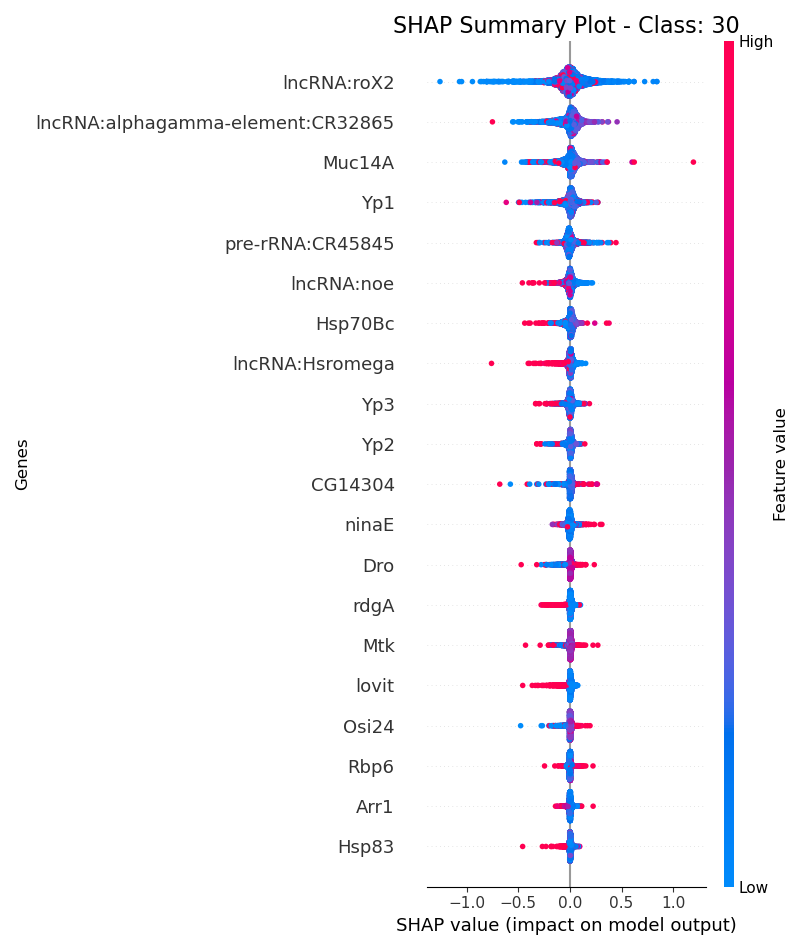 SHAP Summary Plot - Class: 30
High
lncRNA:roX2
lncRNA:alphagamma-element:CR32865
Muc14A
Yp1
pre-rRNA:CR45845
lncRNA:noe
Hsp70Bc
lncRNA:Hsromega
Yp3
Yp2
CG14304
ninaE
Dro
rdgA
Mtk
lovit
Osi24
Rbp6
Arr1
Hsp83
Genes
Feature value
Low
−1.0 −0.5 0.0 0.5 1.0
SHAP value (impact on model output)